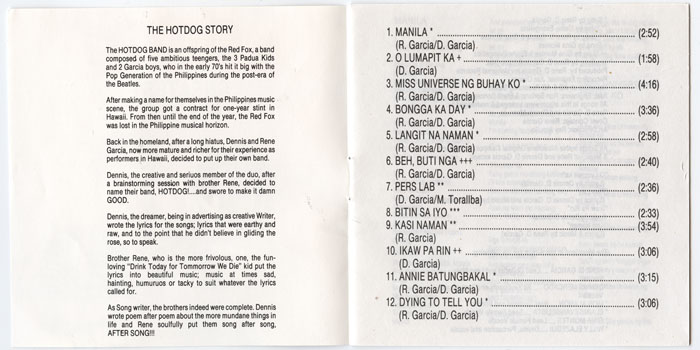 THE HOTDOG STORY
The HOTDOG BAND is an offspring of the Red Fox, a band
composed of five ambitious teengers, the 3 Padua Kids
and 2 Garcia boys, who in the early 70's hit it big with the
Pop Generation of the Philippines during the post-era of
the Beatles.
After making a name for themselves in the Philippines music
scene, the group got a contract for one-year stint in
Hawaii. From then until the end of the year, the Red Fox
was lost in the Philippine musical horizon.
Back in the homeland, after a long hiatus, Dennis and Rene
Garcia, now more mature and richer for their experience as
performers in Hawaii, decided to put up their own band.
Dennis, the creative and serious member of the duo, after
a brainstorming session with brother Rene, decided to
name their band, HOTDOG!....and swore to make it damn
GOOD.
Dennis, the dreamer, being in advertising as creative Writer,
wrote the lyrics for the songs; lyrics that were earthy and
raw, and to the point that he didn't believe in gliding the
rose, so to speak.
Brother Rene, who is the more frivolous, one, the fun-
loving "Drink Today for Tommorrow We Die" kid put the
lyrics into beautiful music; music at times sad,
hainting, humuruos or tacky to suit whatever the lyrics
called for.
As Song writer, the brothers indeed were complete. Dennis
wrote poem after poem about the more mundane things in
life and Rene soulfully put them song after song,
AFTER SONG!!!
1. MANILA * ........ (2:52)
(R. Garcia/D. Garcia)
2. O LUMAPIT KA + ........ (1:58)
(D. Garcia)
3. MISS UNIVERSE NG BUHAY KO * ........ (4:16)
(R. Garcia/D. Garcia)
4. BONGGA KA DAY * ........ (3:36)
(R. Garcia/D. Garcia)
5. LANGIT NA NAMAN * ........ (2:58)
(R. Garcia/D. Garcia)
6. BEH, BUTI NGA +++ ........ (2:40)
(R. Garcia/D. Garcia)
7. PERS LAB ** ........ (2:36)
(D. Garcia/M. Torallba)
8. BITIN SA IYO *** ........ (2:33)
9. KASI NAMAN ** ........ (3:54)
(R. Garcia)
10. IKAW PA RIN ++ ........ (3:06)
(D. Garcia)
11. ANNIE BATUNGBAKAL * ........ (3:15)
(R. Garcia/D. Garcia)
12. DYING TO TELL YOU * ........ (3:06)
(R. Garcia/D. Garcia)